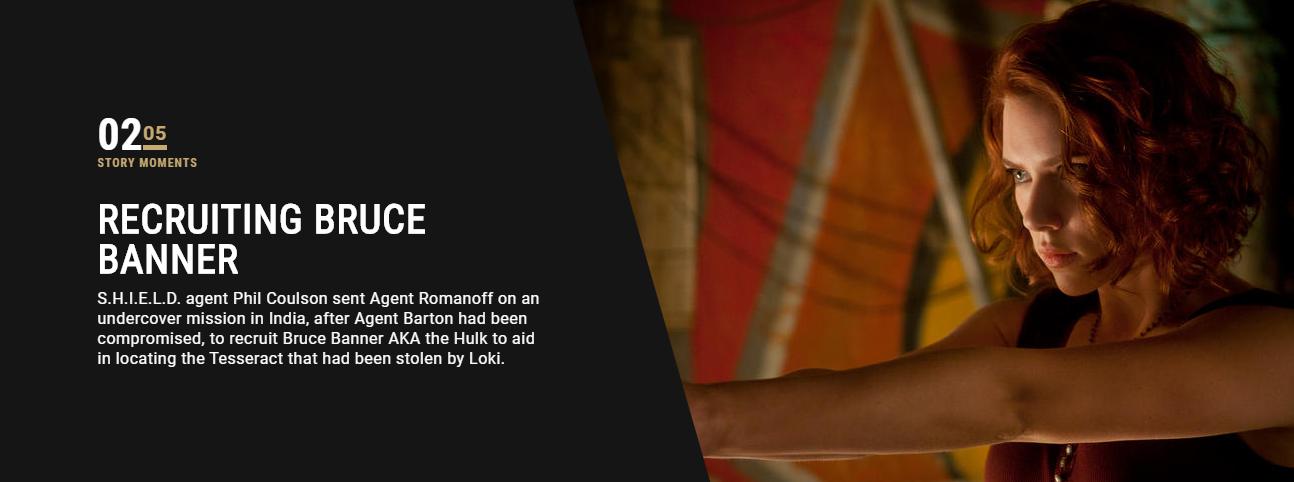 0205
STORY MOMENTS
RECRUITING BRUCE
BANNER
S.H.I.E.L.D. agent Phil Coulson sent Agent Romanoff on an
undercover mission in India, after Agent Barton had been
compromised, to recruit Bruce Banner AKA the Hulk to aid
in locating the Tesseract that had been stolen by Loki.